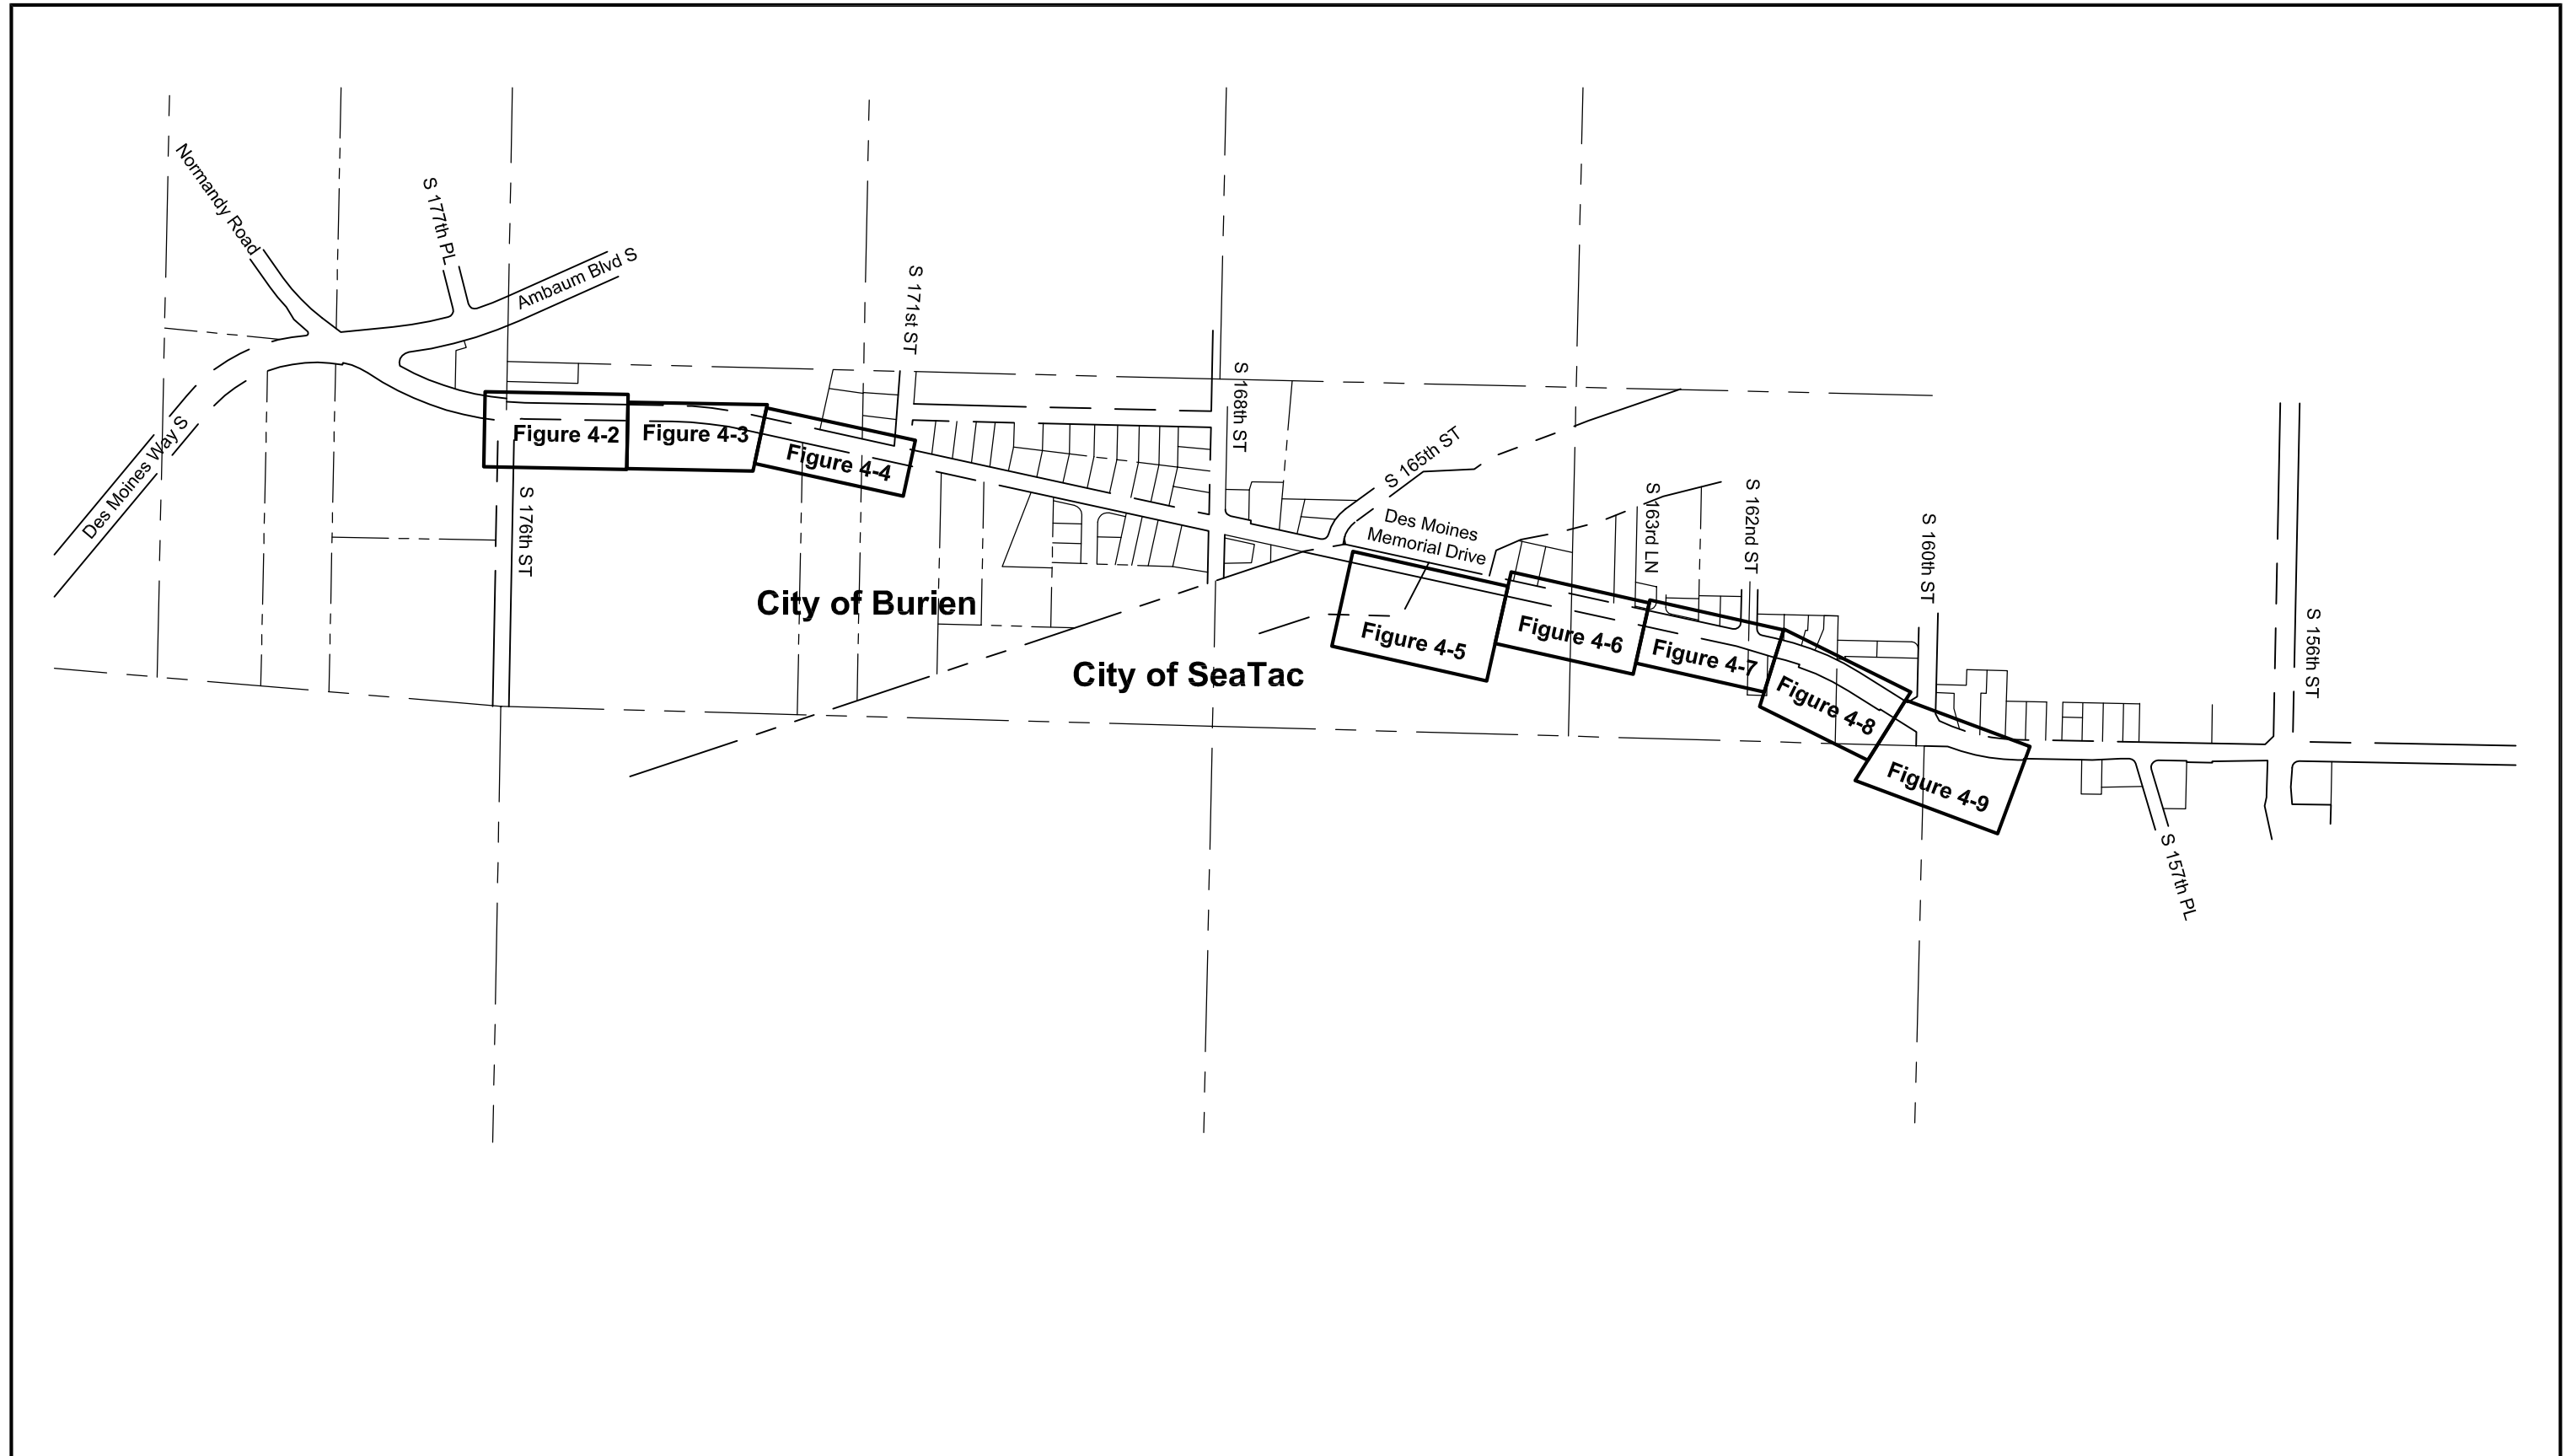 Normandy Road
S 177th PL
Ambaum Blvd S
S 171st ST
S 168th ST
Des Moines Way S
S 176th ST
Figure 4-2
Figure 4-3
Figure 4-4
S 165th ST
Des Moines
Memorial Drive
S 163rd LN
S 162nd ST
S 160th ST
S 156th ST
City of Burien
City of SeaTac
Figure 4-5
Figure 4-6
Figure 4-7
Figure 4-8
Figure 4-9
S 157th PL